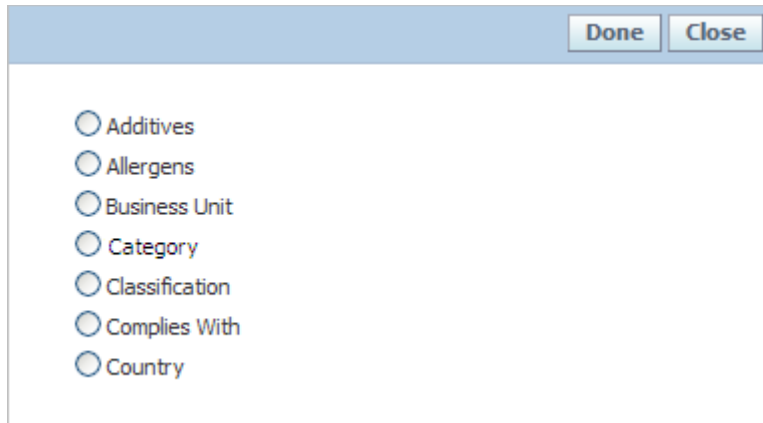 Done Close
Additives
Allergens
Business Unit
Category
Classification
Complies With
Country